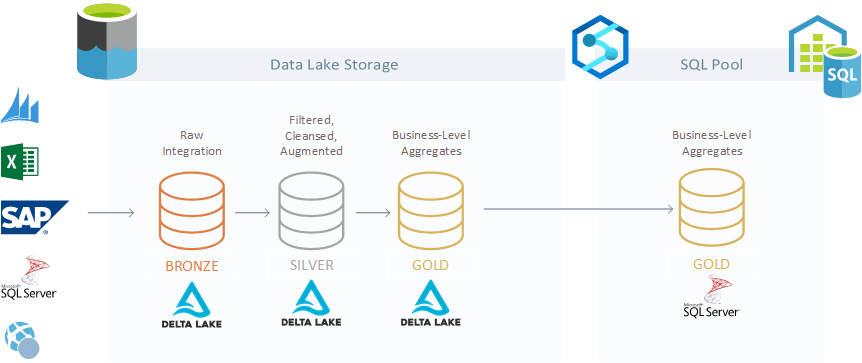 Data Lake Storage
SQL Pool
SQL
X
SAP
®
Microsoft
SQL Server
Raw
Integration
BRONZE
DELTA LAKE
Filtered,
Cleansed,
Augmented
SILVER
DELTA LAKE
Business-Level
Aggregates
GOLD
DELTA LAKE
Business-Level
Aggregates
GOLD
Microsoft
SQL Server